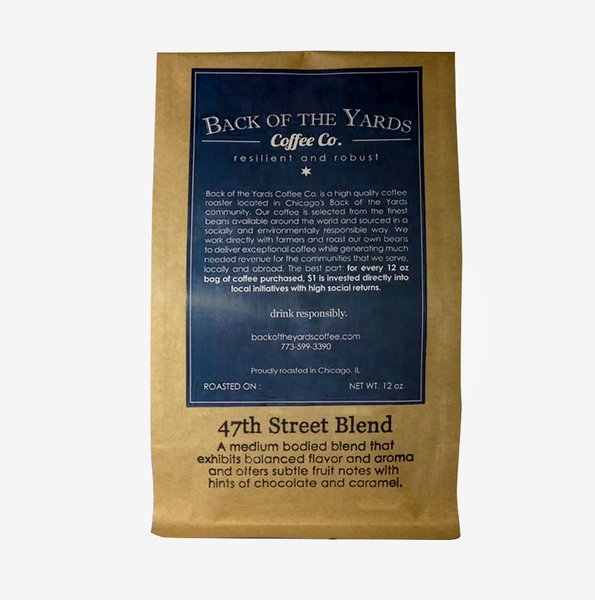 BACK OF THE YARDS
Coffee Co.
resilient and robust
Back of the Yards Coffee Co. is a high quality coffee
roaster located in Chicago's Back of the Yards
community. Our coffee is selected from the finest
beans available around the world and sourced in a
socially and environmentally responsible way. We
work directly with farmers and roast our own beans
to deliver exceptional coffee while generating much
needed revenue for the communities that we serve,
locally and abroad. The best part: for every 12 oz
bag of coffee purchased, $1 is invested directly into
local initiatives with high social returns.
drink responsibly.
backoftheyardscoffee.com
773-599-3390
Proudly roasted in Chicago, IL
ROASTED ON : NET WT. 12 oz.
47th Street Blend
A medium bodied blend that
exhibits balanced flavor and aroma
and offers subtle fruit notes with
hints of chocolate and caramel.